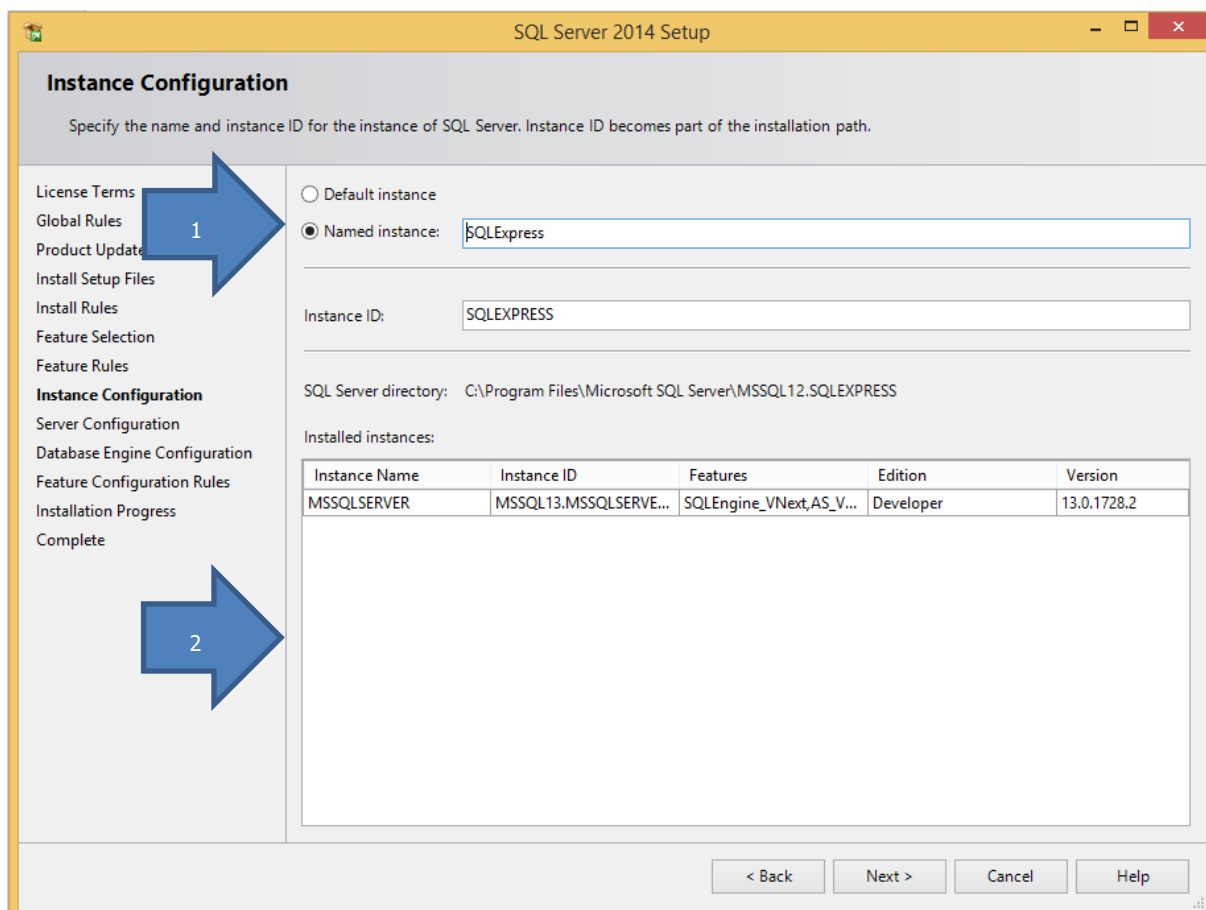 SQL Server 2014 Setup
Instance Configuration
Specify the name and instance ID for the instance of SQL Server. Instance ID becomes part of the installation path.
License Terms
Global Rules
Product Update
Install Setup Files
Install Rules
Feature Selection
Feature Rules
Instance Configuration
Server Configuration
Database Engine Configuration
Feature Configuration Rules
Installation Progress
Complete
1
2
Default instance
Named instance: SQLExpress
Instance ID: SQLEXPRESS
SQL Server directory: C:\Program Files\Microsoft SQL Server\MSSQL12.SQLEXPRESS
Installed instances:
Instance Name Instance ID Features Edition Version
MSSQLSERVER MSSQL13.MSSQLSERVE... SQLEngine_VNext,AS_V... Developer 13.0.1728.2
< Back Next > Cancel Help